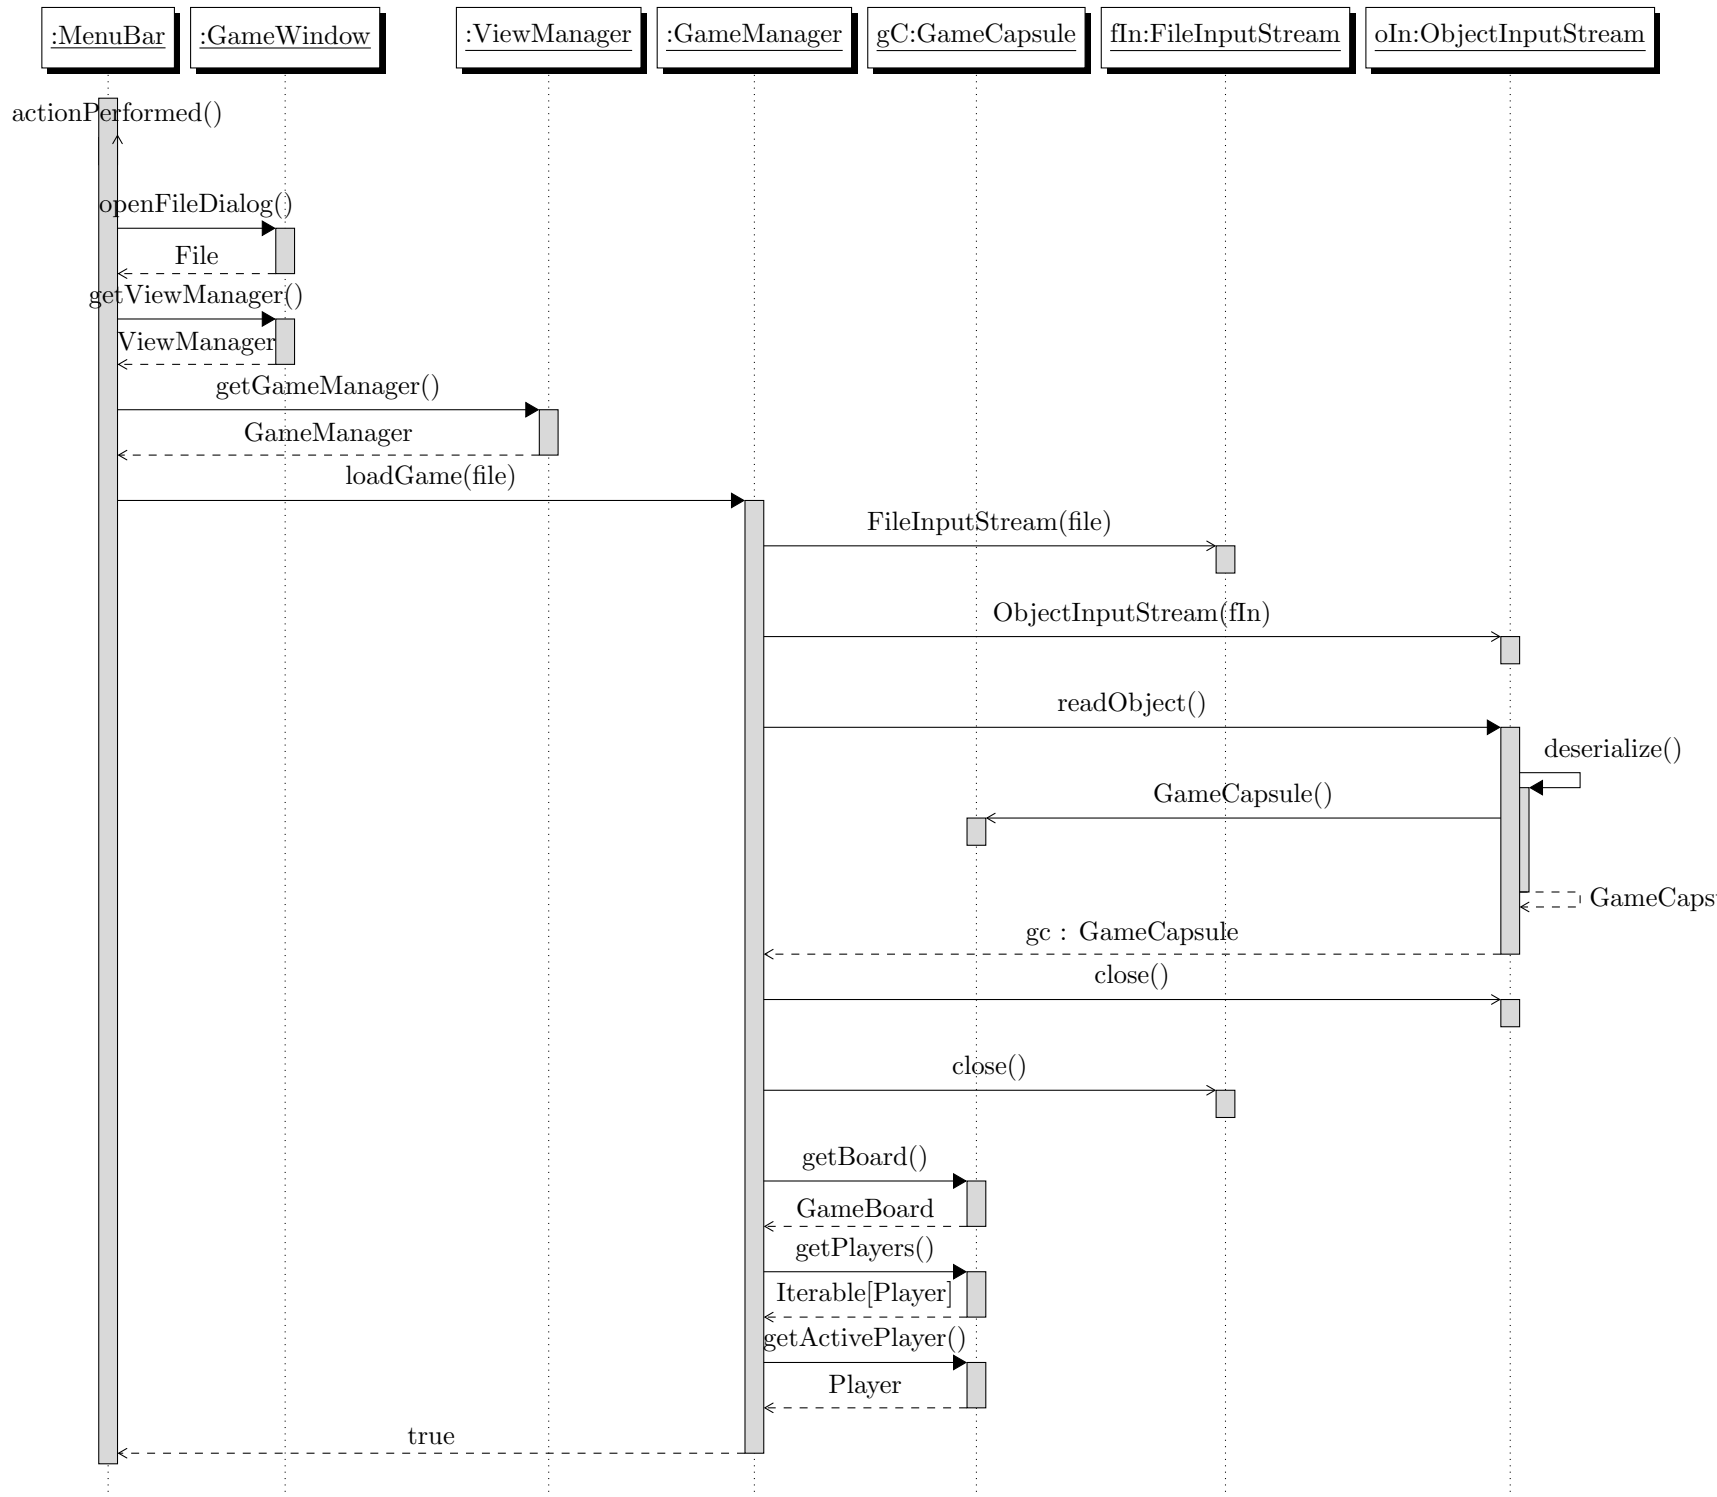 :MenuBar
:GameWindow
:ViewManager
:GameManager
gC:GameCapsule
fIn:FileInputStream
oIn:ObjectInputStream
actionPerformed()
openFileDialog()
File
getViewManager()
ViewManager
getGameManager()
GameManager
loadGame(file)
FileInputStream(file)
ObjectInputStream(fIn)
readObject()
deserialize()
GameCapsule()
GameCaps
gc : GameCapsule
close()
close()
getBoard()
GameBoard
getPlayers()
Iterable[Player]
getActivePlayer()
Player
true